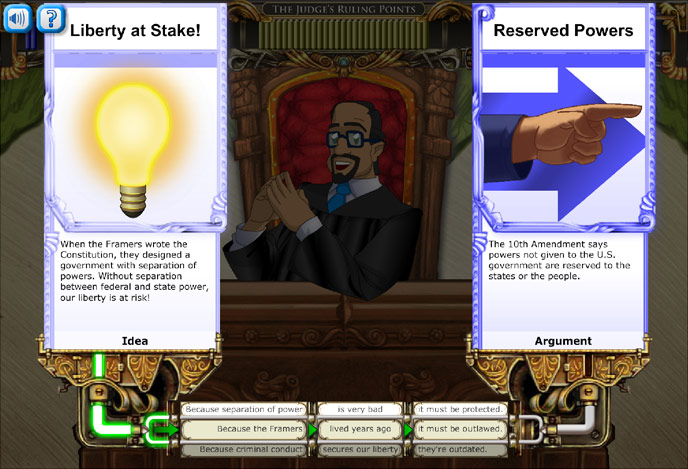 The Judge's Ruling Points
?
Liberty at Stake!
When the Framers wrote the
Constitution, they designed a
government with separation of
powers. Without separation
between federal and state power,
our liberty is at risk!
Idea
Reserved Powers
The 10th Amendment says
powers not given to the U.S.
government are reserved to the
states or the people.
Argument
Because separation of power is very bad it must be protected.
Because the Framers lived years ago it must be outlawed.
Because criminal conduct secures our liberty they're outdated.